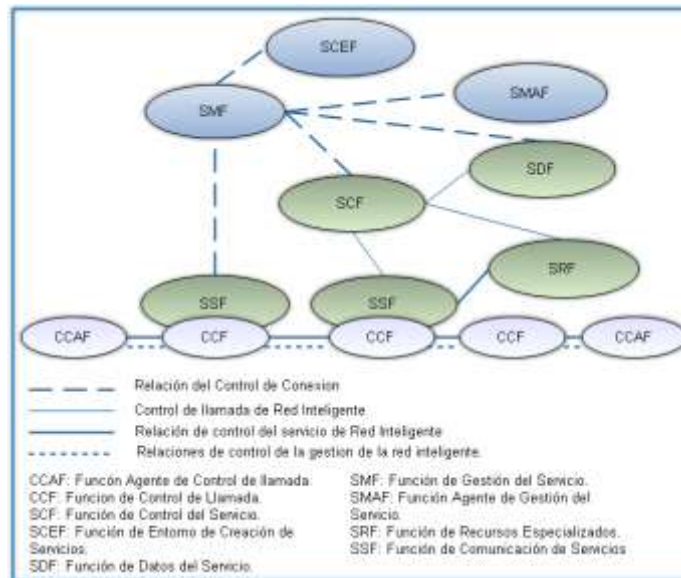 SCEF
SMF
SMAF
SDF
SCF
SRF
SSF
SSF
CCAF
CCF
CCF
CCF
CCAF
Relación del Control de Conexion
Control de llamada de Red Inteligente
Relación de control del servicio de Red Inteligente
Relaciones de control de la gestion de la red inteligente.
CCAF: Funcón Agente de Control de llamada.
CCF: Funcion de Control de Llamada.
SCF: Función de Control del Servicio.
SCEF: Función de Entorno de Creación de
Servicios.
SDF: Función de Datos del Servicio.
SMF: Función de Gestión del Servicio.
SMAF: Función Agente de Gestión del
Servicio.
SRF: Función de Recursos Especializados.
SSF: Función de Comunicación de Servicios